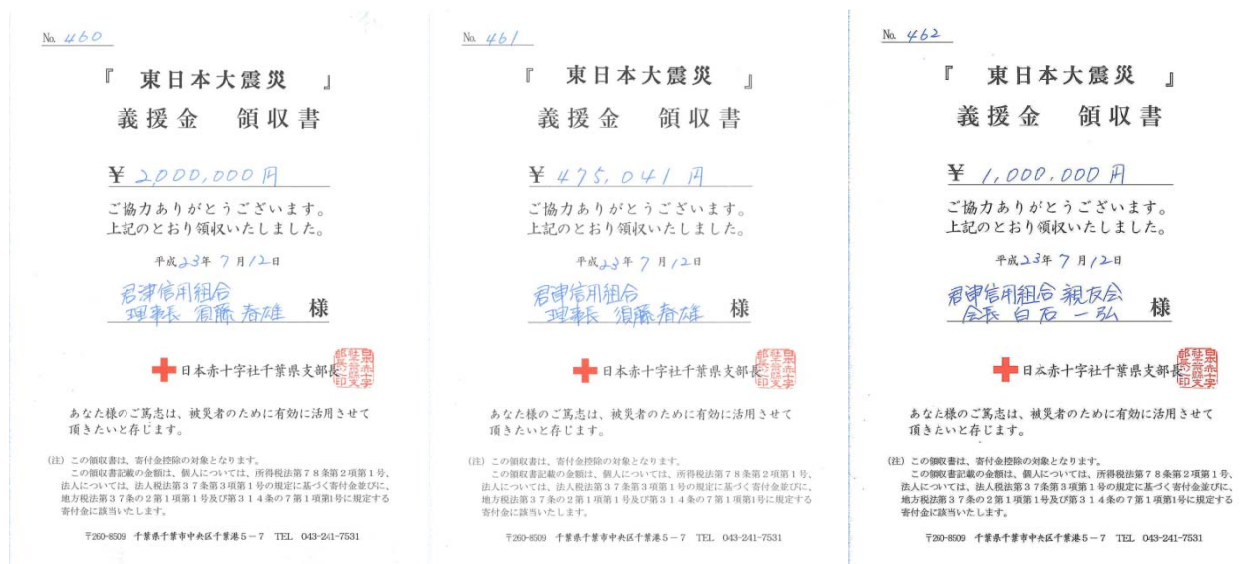 No. 460
『 東日本大震災 』
義援金 領収書
¥ 2,000,000円
ご協力ありがとうございます。
上記のとおり領収いたしました。
平成23年7月12日
君津信用組合
理事長 須藤春雄 様
日本赤十字社千葉県支部長
あなた様のご篤志は、被災者のために有効に活用させて
頂きたいと存じます。
(注) この領収書は、寄付金控除の対象となります。
この領収書記載の金額は、個人については、所得税法第78条第2項第1号、
法人については、法人税法第37条第3項第1号の規定に基づく寄付金並びに、
地方税法第37条の2第1項第1号及び第314条の7第1項第1号に規定する
寄付金に該当いたします。
〒260-8509 千葉県千葉市中央区千葉港5-7 TEL 043-241-7531
No. 461
『 東日本大震災 』
義援金 領収書
¥ 475,041円
ご協力ありがとうございます。
上記のとおり領収いたしました。
平成23年7月12日
君津信用組合
理事長 須藤春雄 様
日本赤十字社千葉県支部長
あなた様のご篤志は、被災者のために有効に活用させて
頂きたいと存じます。
(注) この領収書は、寄付金控除の対象となります。
この領収書記載の金額は、個人については、所得税法第78条第2項第1号、
法人については、法人税法第37条第3項第1号の規定に基づく寄付金並びに、
地方税法第37条の2第1項第1号及び第314条の7第1項第1号に規定する
寄付金に該当いたします。
〒260-8509 千葉県千葉市中央区千葉港5-7 TEL 043-241-7531
No. 462
『 東日本大震災 』
義援金 領収書
¥ 1,000,000円
ご協力ありがとうございます。
上記のとおり領収いたしました。
平成23年7月12日
君津信用組合 親友会
会長 白石一弘 様
日本赤十字社千葉県支部長
あなた様のご篤志は、被災者のために有効に活用させて
頂きたいと存じます。
(注) この領収書は、寄付金控除の対象となります。
この領収書記載の金額は、個人については、所得税法第78条第2項第1号、
法人については、法人税法第37条第3項第1号の規定に基づく寄付金並びに、
地方税法第37条の2第1項第1号及び第314条の7第1項第1号に規定する
寄付金に該当いたします。
〒260-8509 千葉県千葉市中央区千葉港5-7 TEL 043-241-7531